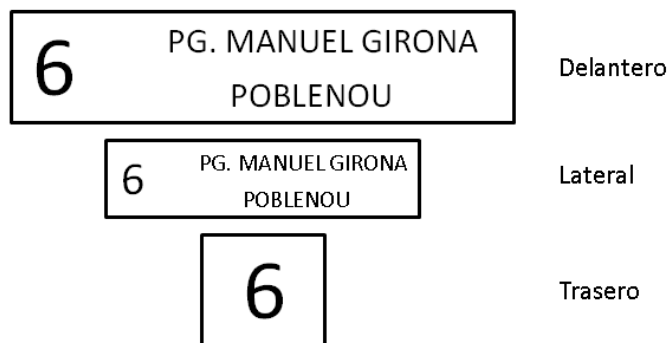 6 PG. MANUEL GIRONA Delantero
POBLENOU
6 PG. MANUEL GIRONA Lateral
POBLENOU
6 Trasero